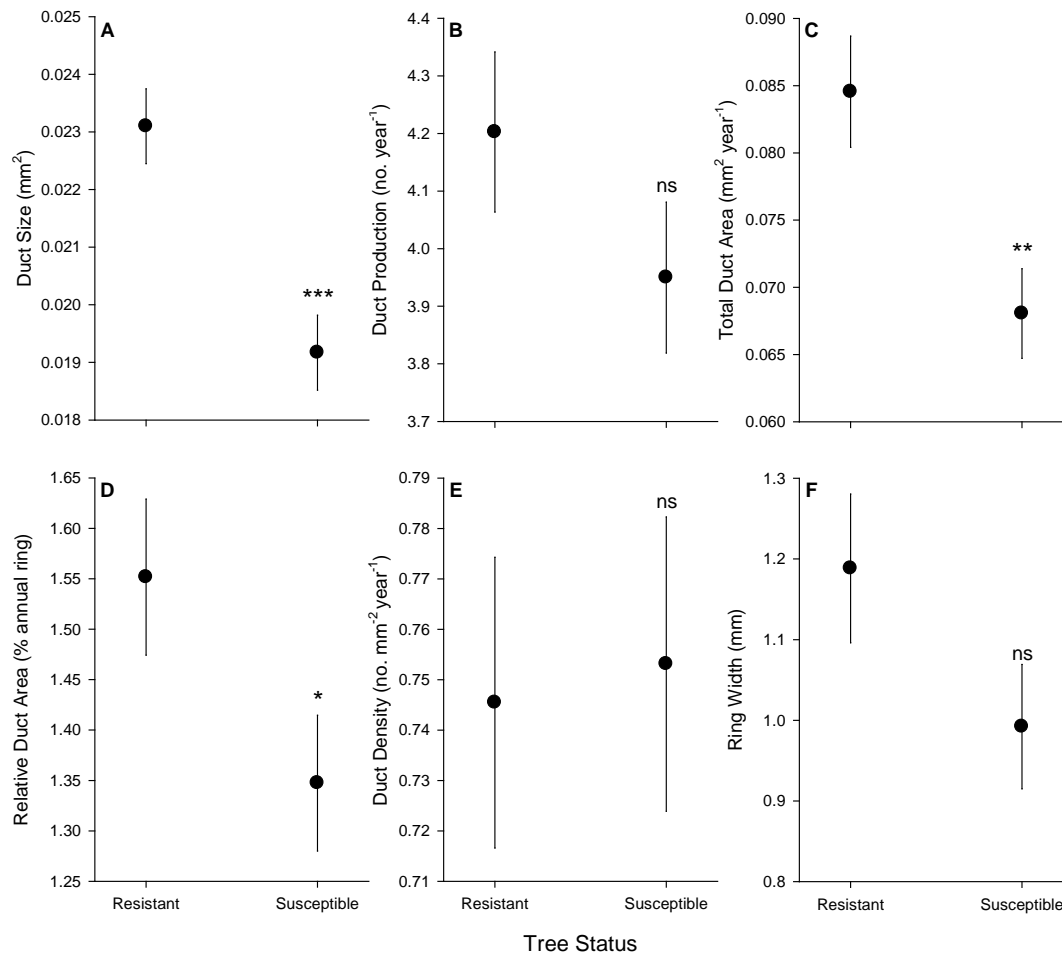 A
Duct Size (mm²)
0.025
0.024
0.023
0.022
0.021
0.020
0.019
0.018
***
B
Duct Production (no. year⁻¹)
4.4
4.3
4.2
4.1
4.0
3.9
3.8
3.7
ns
C
Total Duct Area (mm² year⁻¹)
0.090
0.085
0.080
0.075
0.070
0.065
0.060
**
D
Relative Duct Area (% annual ring)
1.65
1.60
1.55
1.50
1.45
1.40
1.35
1.30
1.25
*
Resistant Susceptible
E
Duct Density (no. mm⁻² year⁻¹)
0.79
0.78
0.77
0.76
0.75
0.74
0.73
0.72
0.71
ns
Resistant Susceptible
F
Ring Width (mm)
1.3
1.2
1.1
1.0
0.9
0.8
ns
Resistant Susceptible
Tree Status